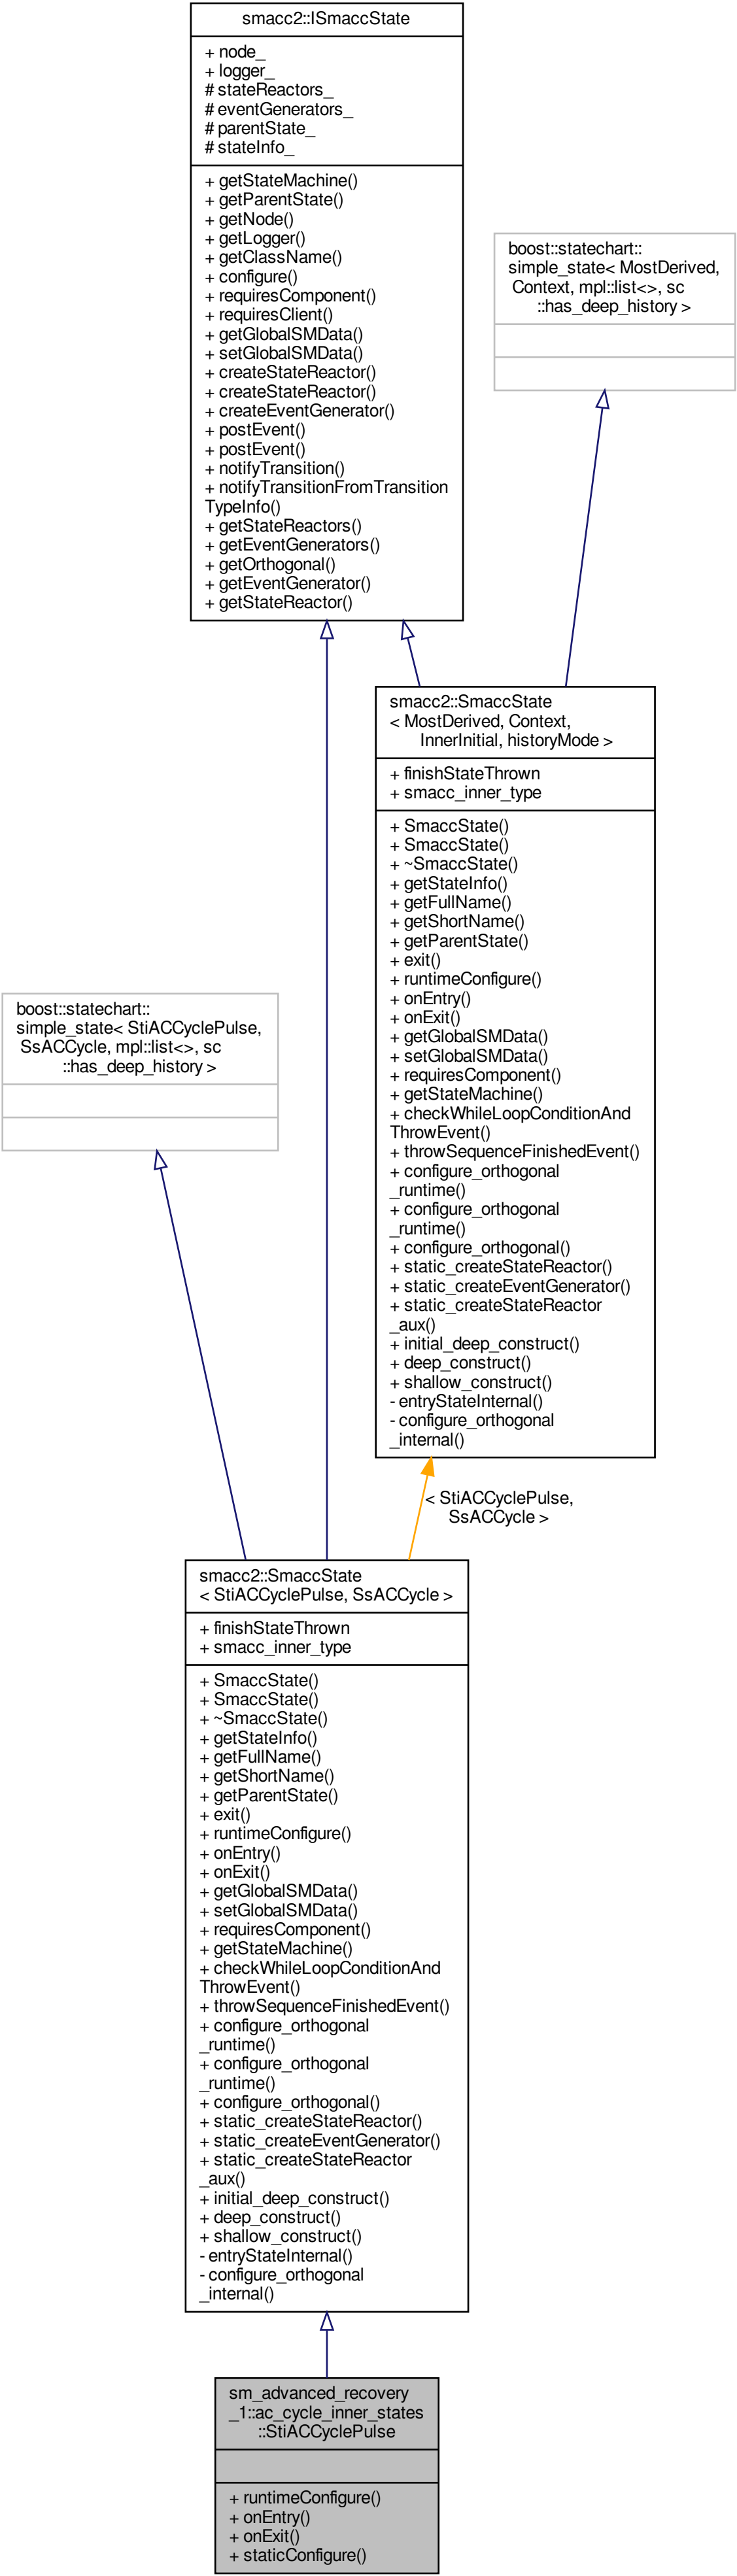 smacc2::ISmaccState
+ node_
+ logger_
# stateReactors_
# eventGenerators_
# parentState_
# stateInfo_
+ getStateMachine()
+ getParentState()
+ getNode()
+ getLogger()
+ getClassName()
+ configure()
+ requiresComponent()
+ requiresClient()
+ getGlobalSMData()
+ setGlobalSMData()
+ createStateReactor()
+ createStateReactor()
+ createEventGenerator()
+ postEvent()
+ postEvent()
+ notifyTransition()
+ notifyTransitionFromTransition
TypeInfo()
+ getStateReactors()
+ getEventGenerators()
+ getOrthogonal()
+ getEventGenerator()
+ getStateReactor()
boost::statechart::
simple_state< MostDerived,
Context, mpl::list<>, sc
::has_deep_history >
smacc2::SmaccState
< MostDerived, Context,
InnerInitial, historyMode >
+ finishStateThrown
+ smacc_inner_type
+ SmaccState()
+ SmaccState()
+ ~SmaccState()
+ getStateInfo()
+ getFullName()
+ getShortName()
+ getParentState()
+ exit()
+ runtimeConfigure()
+ onEntry()
+ onExit()
+ getGlobalSMData()
+ setGlobalSMData()
+ requiresComponent()
+ getStateMachine()
+ checkWhileLoopConditionAnd
ThrowEvent()
+ throwSequenceFinishedEvent()
+ configure_orthogonal
_runtime()
+ configure_orthogonal
_runtime()
+ configure_orthogonal()
+ static_createStateReactor()
+ static_createEventGenerator()
+ static_createStateReactor
_aux()
+ initial_deep_construct()
+ deep_construct()
+ shallow_construct()
- entryStateInternal()
- configure_orthogonal
_internal()
boost::statechart::
simple_state< StiACCyclePulse,
SsACCycle, mpl::list<>, sc
::has_deep_history >
< StiACCyclePulse,
SsACCycle >
smacc2::SmaccState
< StiACCyclePulse, SsACCycle >
+ finishStateThrown
+ smacc_inner_type
+ SmaccState()
+ SmaccState()
+ ~SmaccState()
+ getStateInfo()
+ getFullName()
+ getShortName()
+ getParentState()
+ exit()
+ runtimeConfigure()
+ onEntry()
+ onExit()
+ getGlobalSMData()
+ setGlobalSMData()
+ requiresComponent()
+ getStateMachine()
+ checkWhileLoopConditionAnd
ThrowEvent()
+ throwSequenceFinishedEvent()
+ configure_orthogonal
_runtime()
+ configure_orthogonal
_runtime()
+ configure_orthogonal()
+ static_createStateReactor()
+ static_createEventGenerator()
+ static_createStateReactor
_aux()
+ initial_deep_construct()
+ deep_construct()
+ shallow_construct()
- entryStateInternal()
- configure_orthogonal
_internal()
sm_advanced_recovery
_1::ac_cycle_inner_states
::StiACCyclePulse
+ runtimeConfigure()
+ onEntry()
+ onExit()
+ staticConfigure()